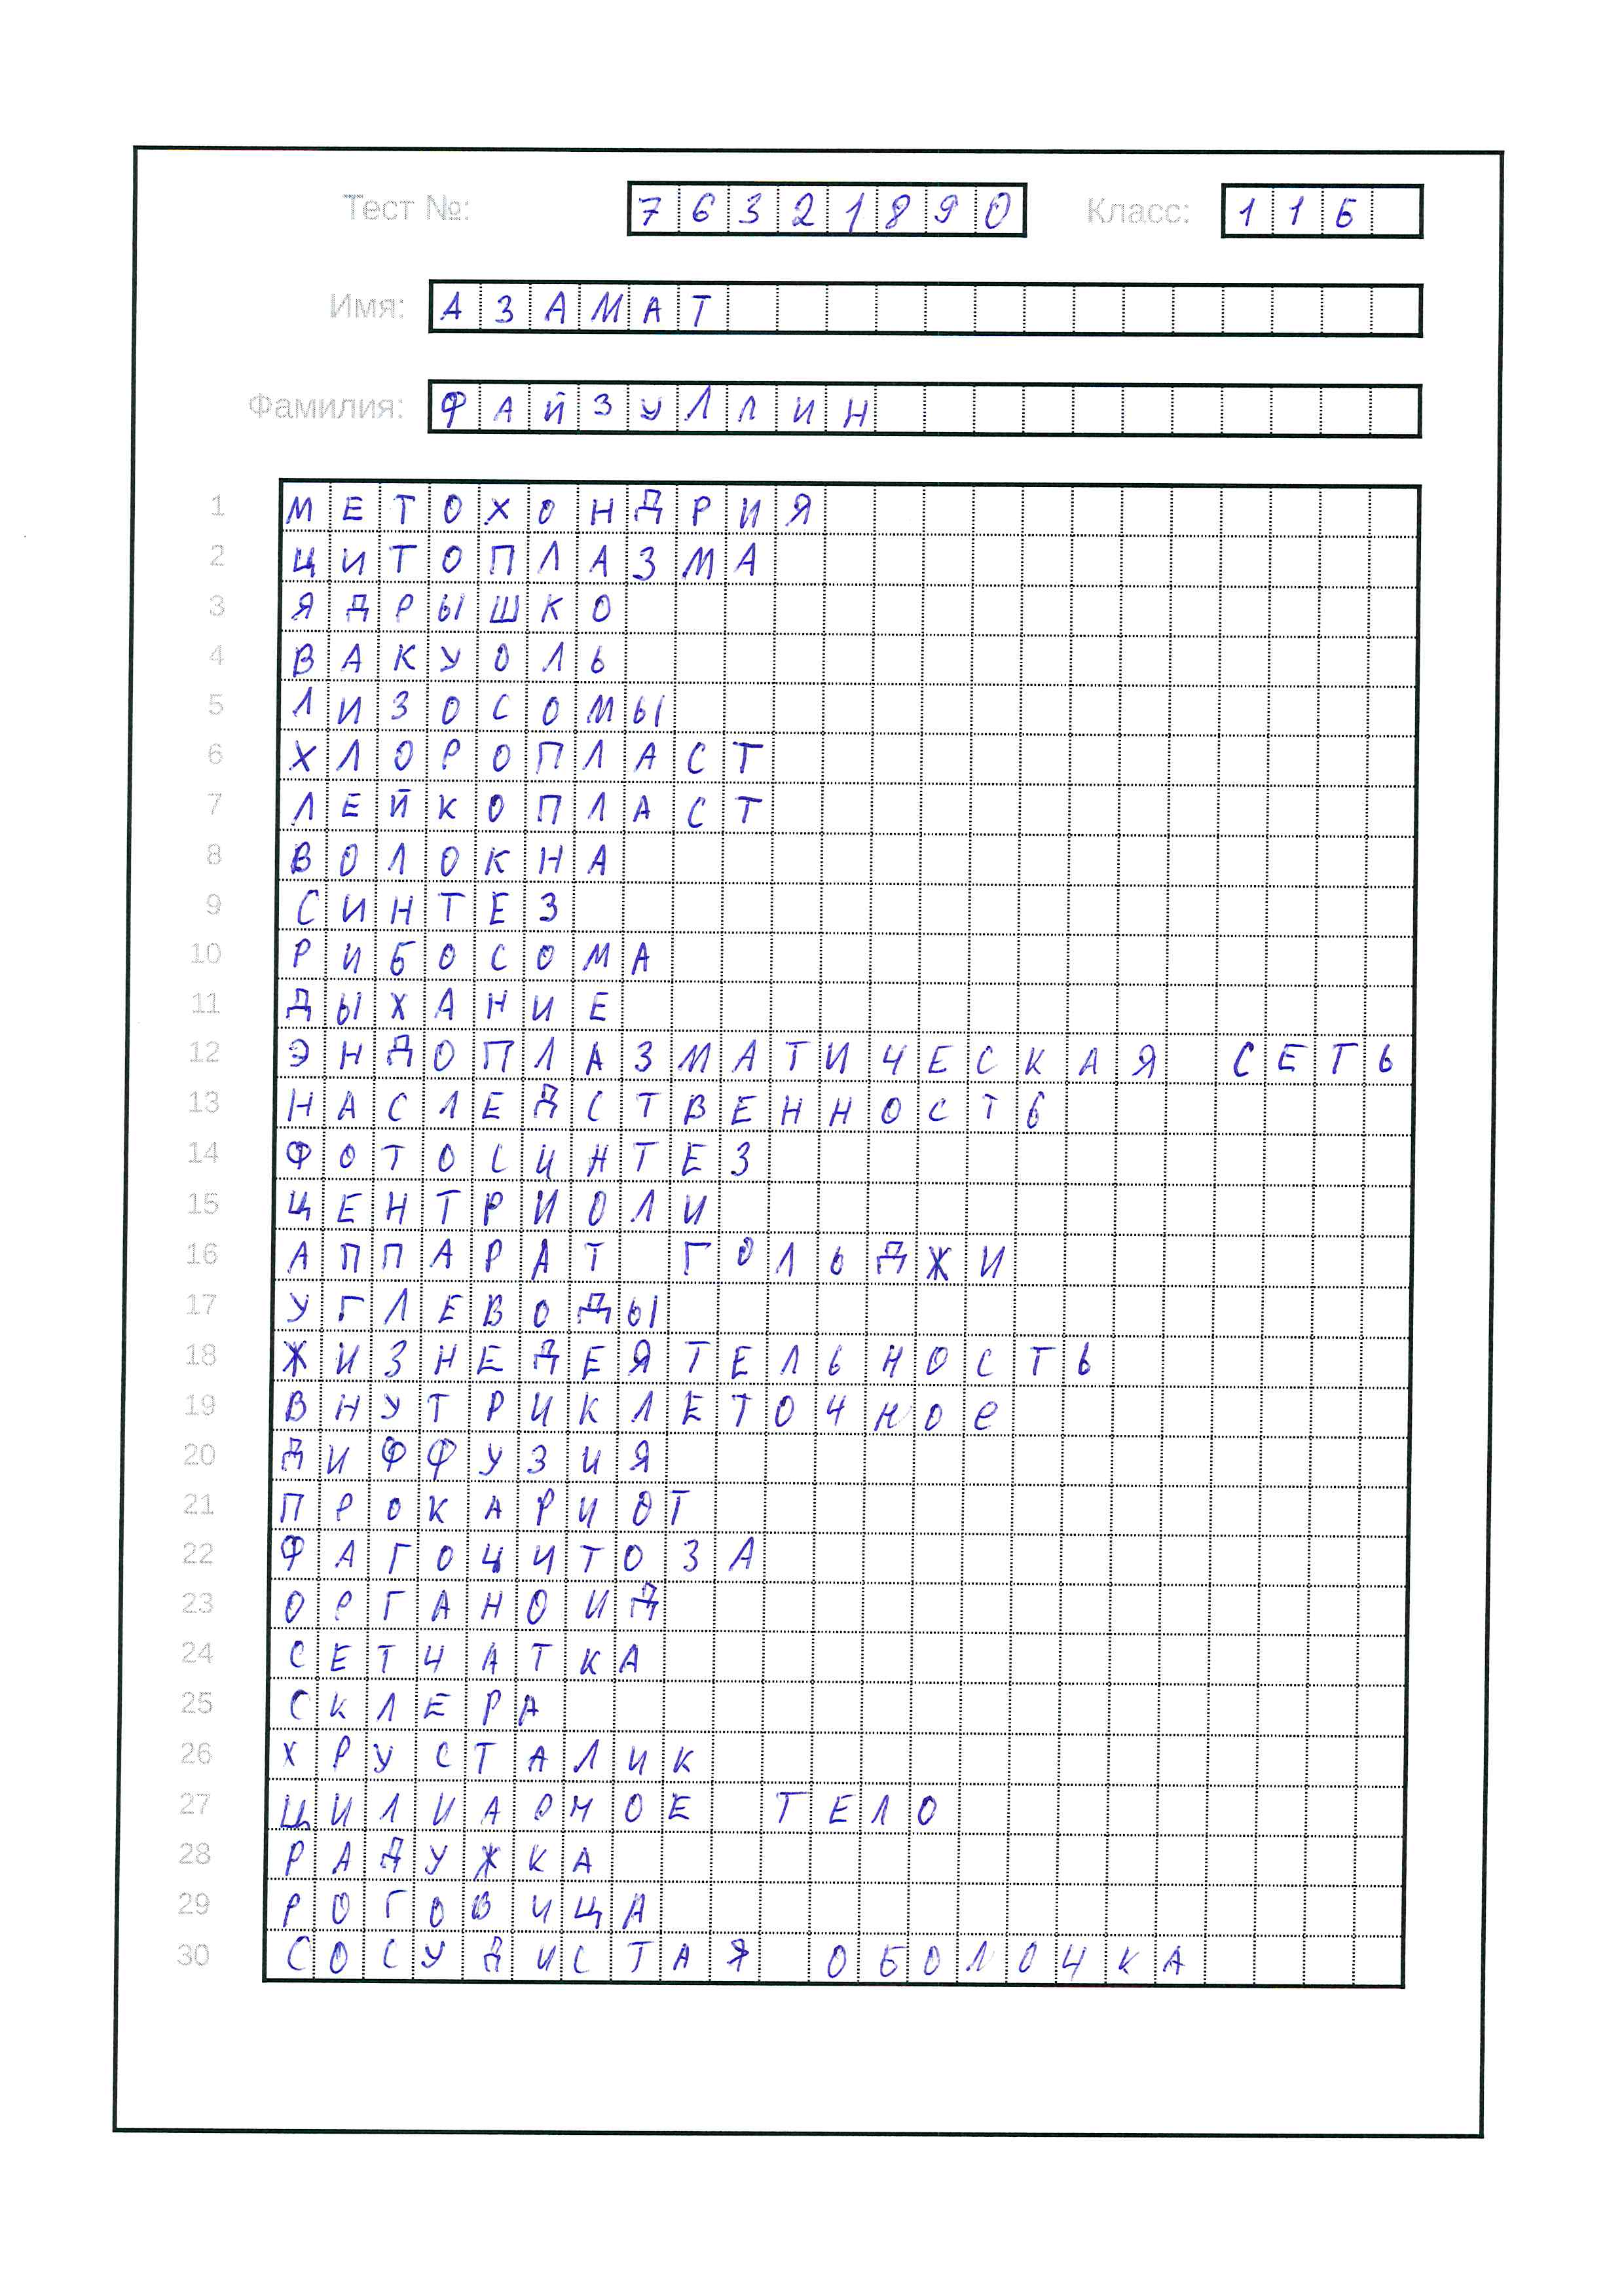 Тест №: 76321890 Класс: 11Б
Имя: АЗАМАТ
Фамилия: ФАЙЗУЛЛИН
1 МЕТОХОНДРИЯ
2 ЦИТОПЛАЗМА
3 ЯДРЫШКО
4 ВАКУОЛЬ
5 ЛИЗОСОМЫ
6 ХЛОРОПЛАСТ
7 ЛЕЙКОПЛАСТ
8 ВОЛОКНА
9 СИНТЕЗ
10 РИБОСОМА
11 ДЫХАНИЕ
12 ЭНДОПЛАЗМАТИЧЕСКАЯ СЕТЬ
13 НАСЛЕДСТВЕННОСТЬ
14 ФОТОСИНТЕЗ
15 ЦЕНТРИОЛИ
16 АППАРАТ ГОЛЬДЖИ
17 УГЛЕВОДЫ
18 ЖИЗНЕДЕЯТЕЛЬНОСТЬ
19 ВНУТРИКЛЕТОЧНОе
20 ДИФФУЗИЯ
21 ПРОКАРИОТ
22 ФАГОЦИТОЗА
23 ОРГАНОИД
24 СЕТЧАТКА
25 СКЛЕРА
26 ХРУСТАЛИК
27 ЦИЛИАРНОЕ ТЕЛО
28 РАДУЖКА
29 РОГОВИЦА
30 СОСУДИСТАЯ ОБОЛОЧКА